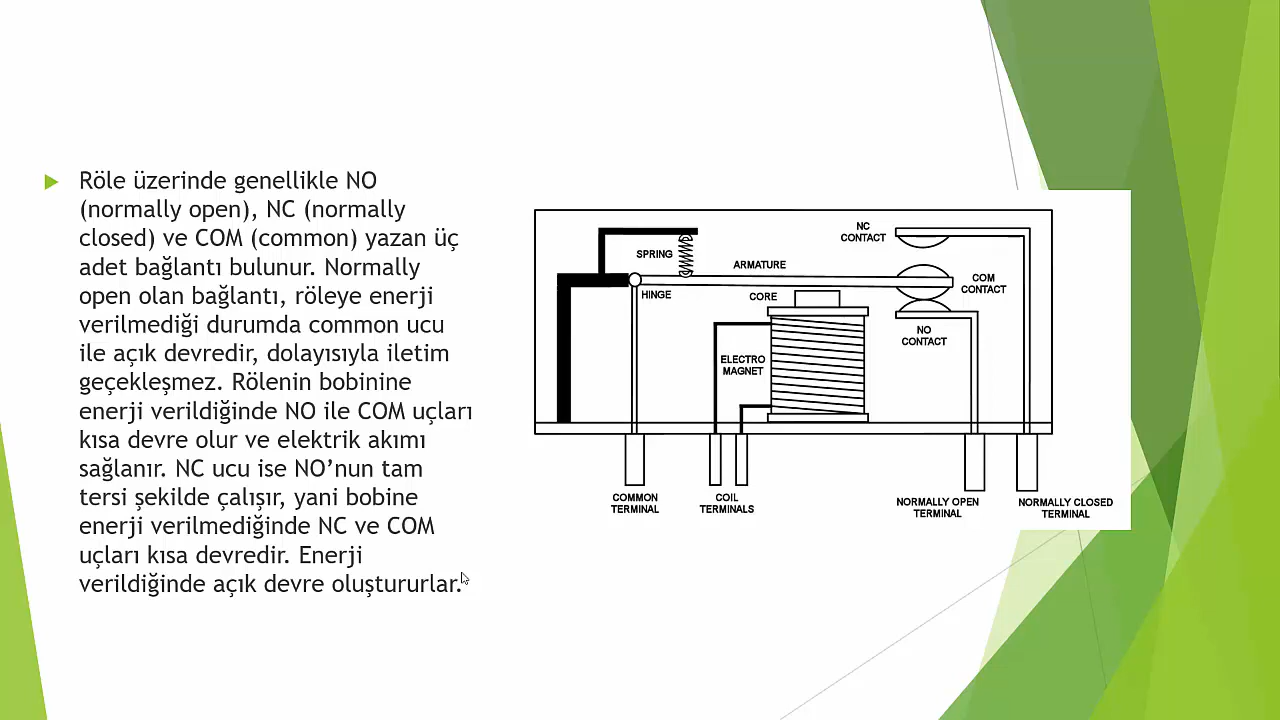 Röle üzerinde genellikle NO
(normally open), NC (normally
closed) ve COM (common) yazan üç
adet bağlantı bulunur. Normally
open olan bağlantı, röleye enerji
verilmediği durumda common ucu
ile açık devredir, dolayısıyla iletim
geçekleşmez. Rölenin bobinine
enerji verildiğinde NO ile COM uçları
kısa devre olur ve elektrik akımı
sağlanır. NC ucu ise NO’nun tam
tersi şekilde çalışır, yani bobine
enerji verilmediğinde NC ve COM
uçları kısa devredir. Enerji
verildiğinde açık devre oluştururlar.
NC
CONTACT
SPRING
ARMATURE
COM
CONTACT
HINGE
CORE
NO
CONTACT
ELECTRO
MAGNET
COMMON
TERMINAL
COIL
TERMINALS
NORMALLY OPEN
TERMINAL
NORMALLY CLOSED
TERMINAL